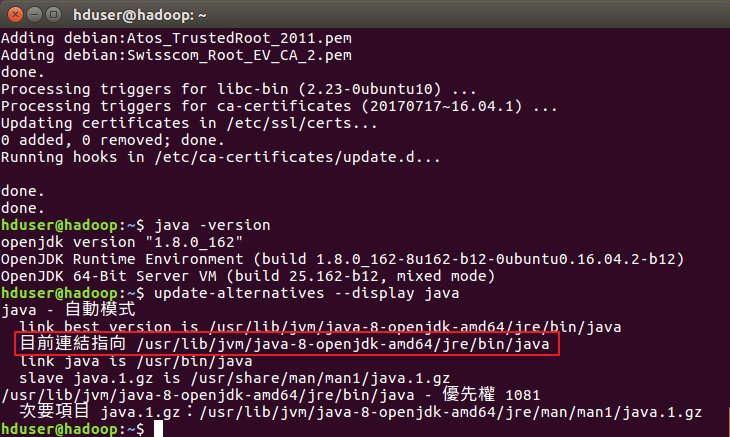 hduser@hadoop: ~
Adding debian:Atos_TrustedRoot_2011.pem
Adding debian:Swisscom_Root_EV_CA_2.pem
done.
Processing triggers for libc-bin (2.23-0ubuntu10) ...
Processing triggers for ca-certificates (20170717~16.04.1) ...
Updating certificates in /etc/ssl/certs...
0 added, 0 removed; done.
Running hooks in /etc/ca-certificates/update.d...
done.
done.
hduser@hadoop:~$ java -version
openjdk version "1.8.0_162"
OpenJDK Runtime Environment (build 1.8.0_162-8u162-b12-0ubuntu0.16.04.2-b12)
OpenJDK 64-Bit Server VM (build 25.162-b12, mixed mode)
hduser@hadoop:~$ update-alternatives --display java
java - 自動模式
link best version is /usr/lib/jvm/java-8-openjdk-amd64/jre/bin/java
目前連結指向 /usr/lib/jvm/java-8-openjdk-amd64/jre/bin/java
link java is /usr/bin/java
slave java.1.gz is /usr/share/man/man1/java.1.gz
/usr/lib/jvm/java-8-openjdk-amd64/jre/bin/java - 優先權 1081
次要項目 java.1.gz：/usr/lib/jvm/java-8-openjdk-amd64/jre/man/man1/java.1.gz
hduser@hadoop:~$